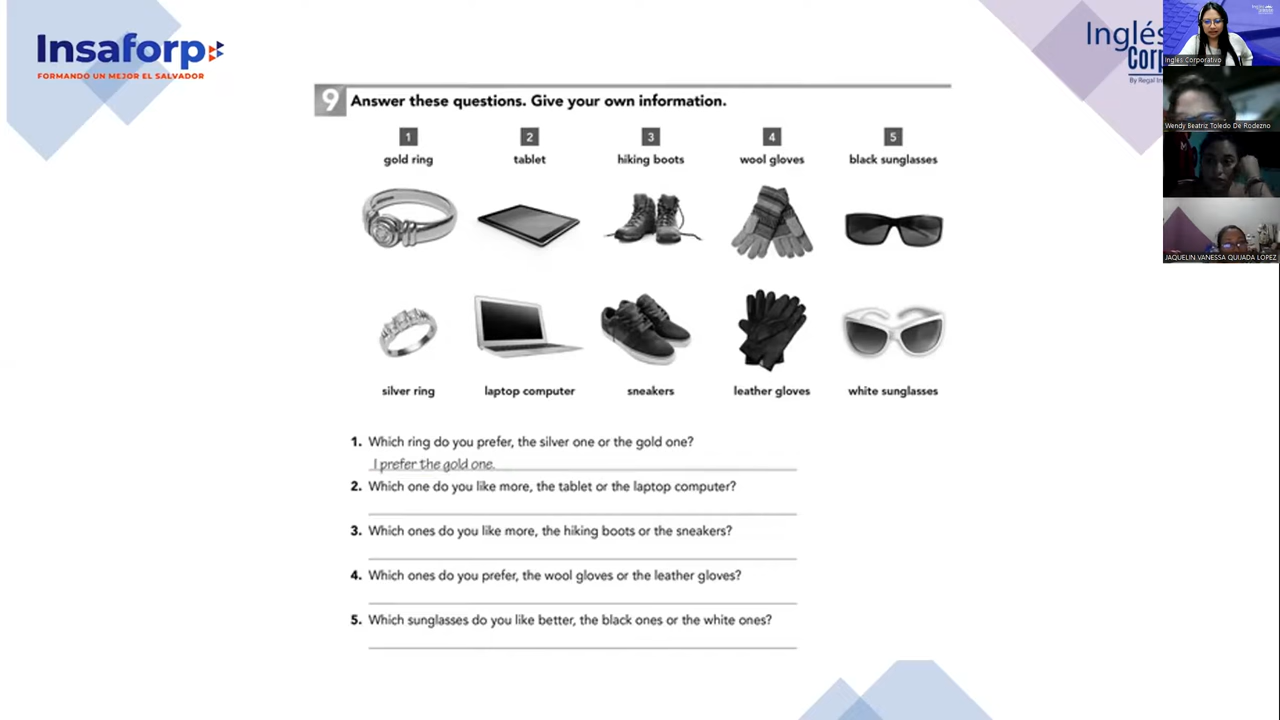 Insaforp
FORMANDO UN MEJOR EL SALVADOR
Inglés
Corp
By Regal In
Inglés Corporativo
Wendy Beatriz Toledo De Rodezno
JAQUELIN VANESSA QUIJADA LOPEZ
9 Answer these questions. Give your own information.
1 2 3 4 5
gold ring tablet hiking boots wool gloves black sunglasses
silver ring laptop computer sneakers leather gloves white sunglasses
1. Which ring do you prefer, the silver one or the gold one?
I prefer the gold one.
2. Which one do you like more, the tablet or the laptop computer?
3. Which ones do you like more, the hiking boots or the sneakers?
4. Which ones do you prefer, the wool gloves or the leather gloves?
5. Which sunglasses do you like better, the black ones or the white ones?